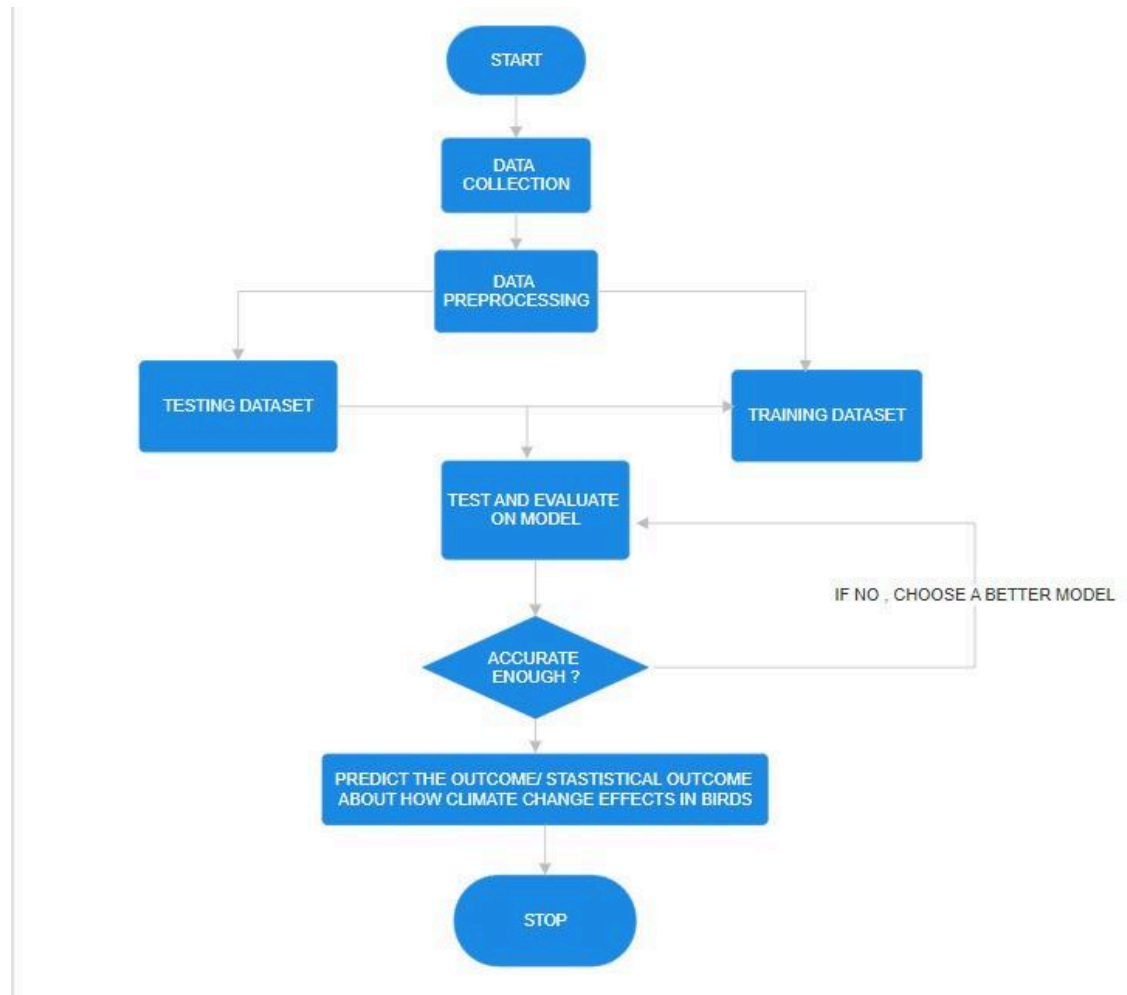 START
DATA
COLLECTION
DATA
PREPROCESSING
TESTING DATASET
TRAINING DATASET
TEST AND EVALUATE
ON MODEL
IF NO , CHOOSE A BETTER MODEL
ACCURATE
ENOUGH ?
PREDICT THE OUTCOME/ STASTISTICAL OUTCOME
ABOUT HOW CLIMATE CHANGE EFFECTS IN BIRDS
STOP